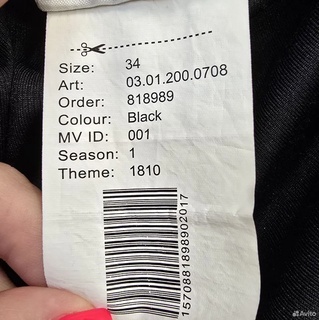 Size: 34
Art: 03.01.200.0708
Order: 818989
Colour: Black
MV ID: 001
Season: 1
Theme: 1810
1570881898902017
Avito